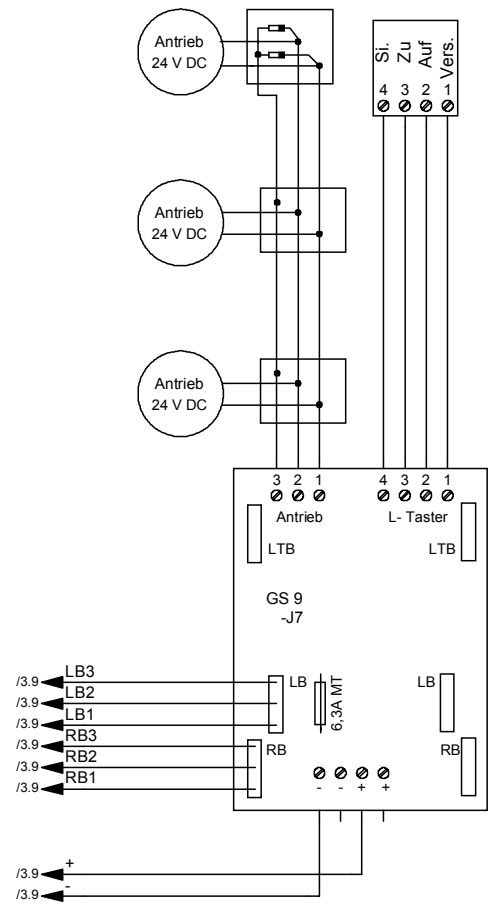 Antrieb
24 V DC
Si.
Zu
Auf
Vers.
4 3 2 1
Antrieb
24 V DC
Antrieb
24 V DC
3 2 1
4 3 2 1
Antrieb
L- Taster
LTB
LTB
GS 9
-J7
LB
6,3A MT
LB
RB
RB
/3.9 LB3
/3.9 LB2
/3.9 LB1
/3.9 RB3
/3.9 RB2
/3.9 RB1
- - + +
/3.9 +
/3.9 -